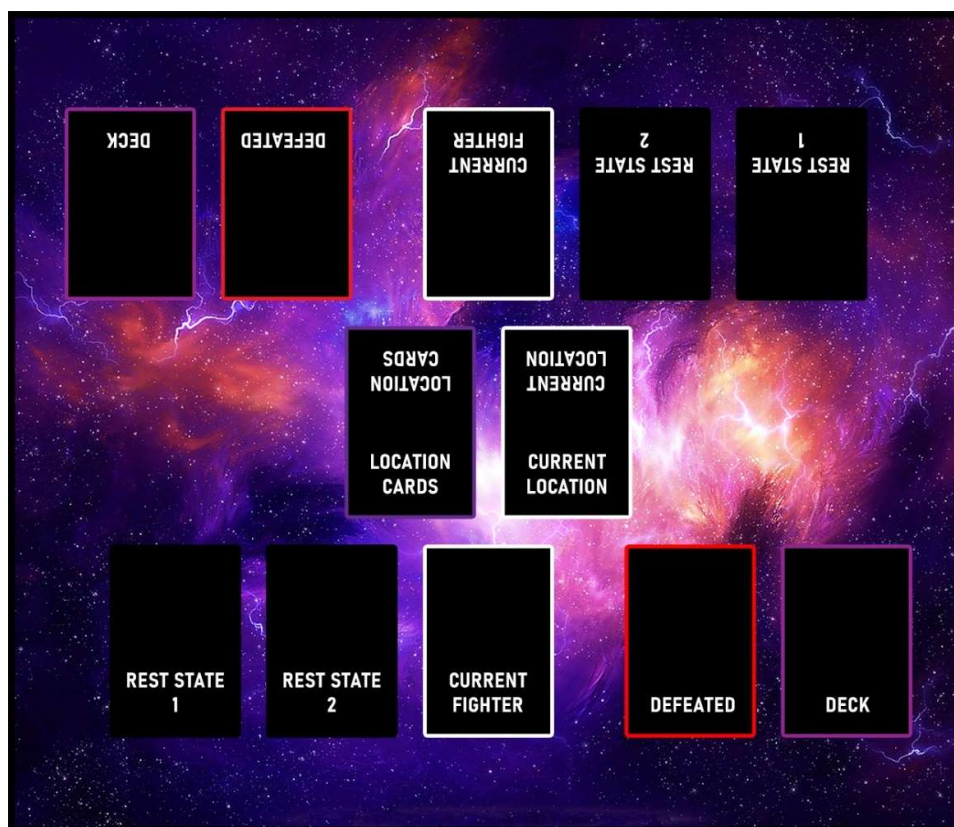 DECK
DEFEATED
CURRENT
FIGHTER
REST STATE
2
REST STATE
1
LOCATION
CARDS
CURRENT
LOCATION
LOCATION
CARDS
CURRENT
LOCATION
REST STATE
1
REST STATE
2
CURRENT
FIGHTER
DEFEATED
DECK